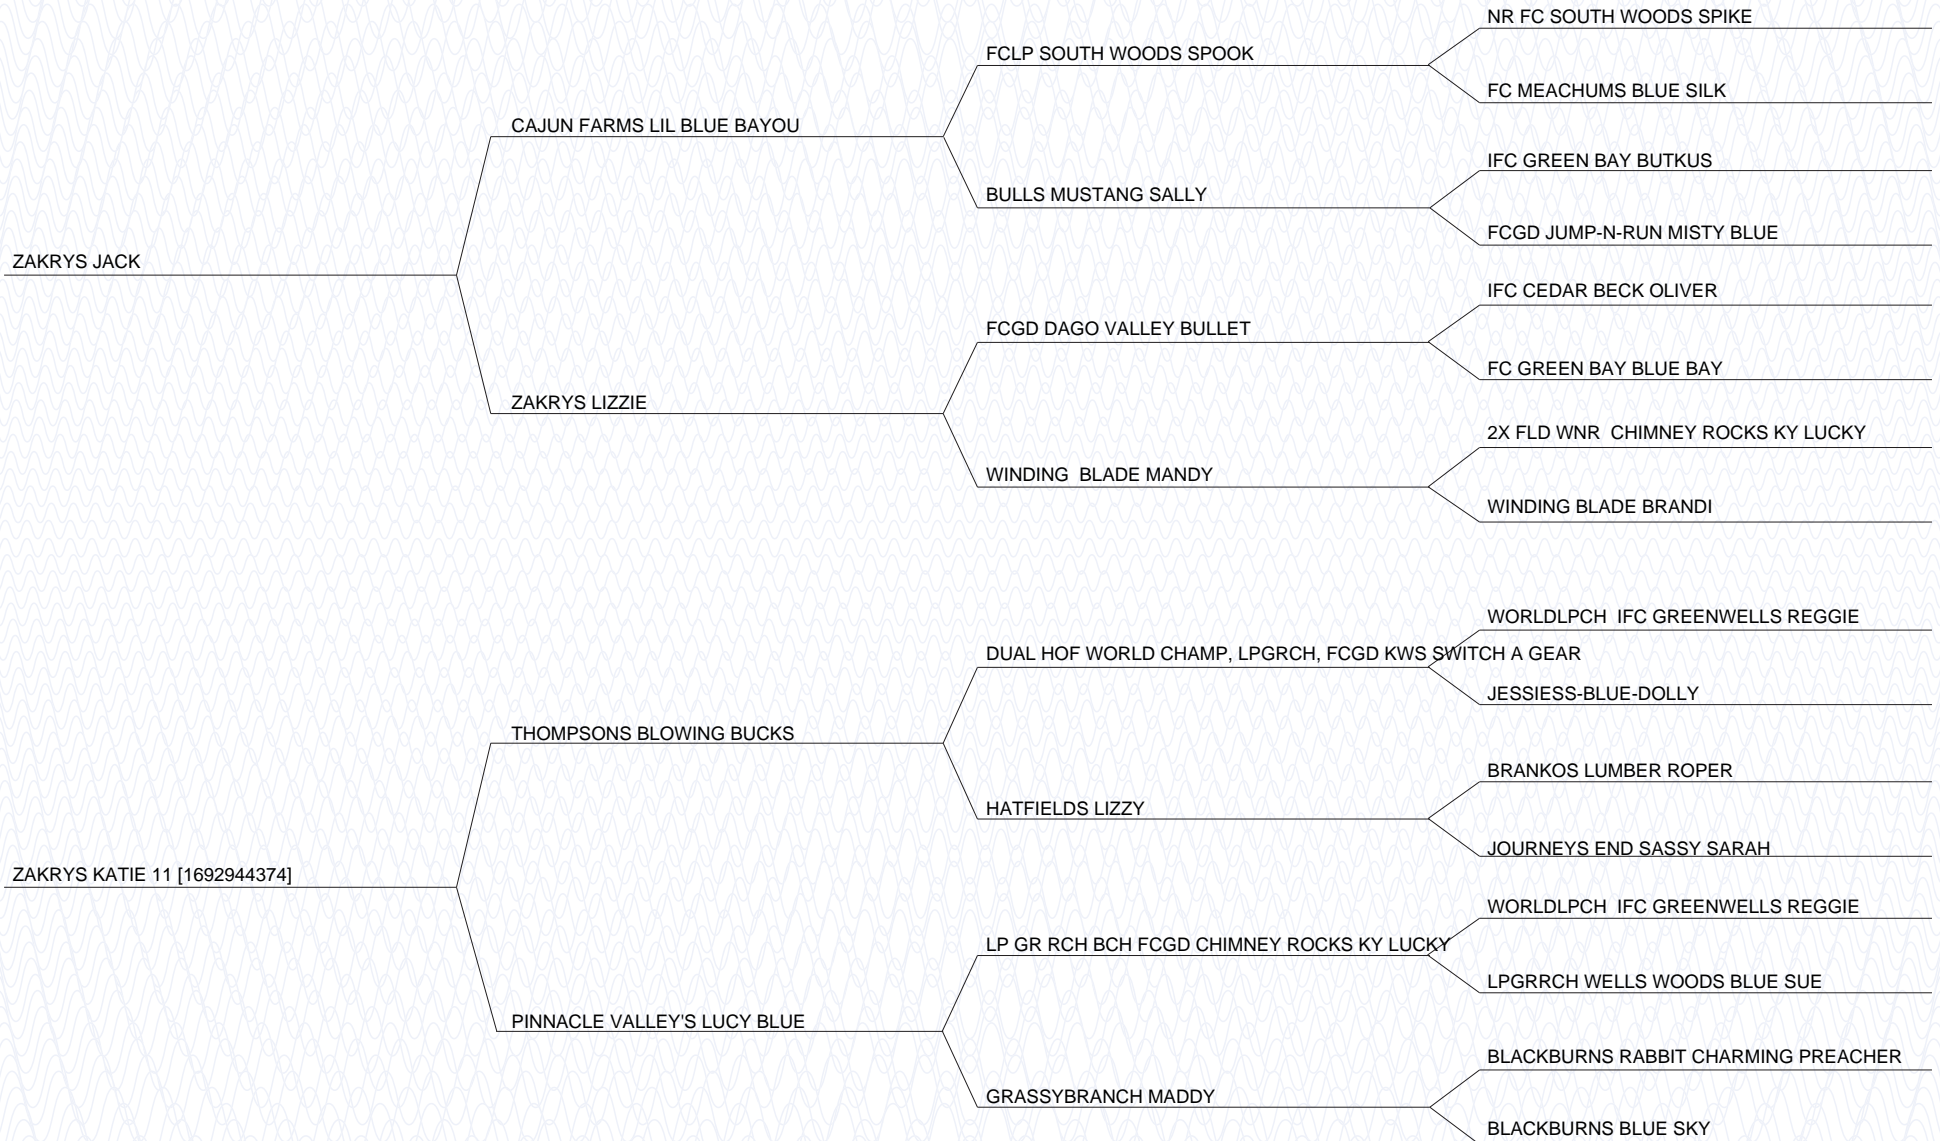 NR FC SOUTH WOODS SPIKE
FCLP SOUTH WOODS SPOOK
FC MEACHUMS BLUE SILK
CAJUN FARMS LIL BLUE BAYOU
IFC GREEN BAY BUTKUS
BULLS MUSTANG SALLY
FCGD JUMP-N-RUN MISTY BLUE
ZAKRYS JACK
IFC CEDAR BECK OLIVER
FCGD DAGO VALLEY BULLET
FC GREEN BAY BLUE BAY
ZAKRYS LIZZIE
2X FLD WNR  CHIMNEY ROCKS KY LUCKY
WINDING  BLADE MANDY
WINDING BLADE BRANDI
WORLDLPCH  IFC GREENWELLS REGGIE
DUAL HOF WORLD CHAMP, LPGRCH, FCGD KWS SWITCH A GEAR
JESSIESS-BLUE-DOLLY
THOMPSONS BLOWING BUCKS
BRANKOS LUMBER ROPER
HATFIELDS LIZZY
JOURNEYS END SASSY SARAH
ZAKRYS KATIE 11 [1692944374]
WORLDLPCH  IFC GREENWELLS REGGIE
LP GR RCH BCH FCGD CHIMNEY ROCKS KY LUCKY
LPGRRCH WELLS WOODS BLUE SUE
PINNACLE VALLEY'S LUCY BLUE
BLACKBURNS RABBIT CHARMING PREACHER
GRASSYBRANCH MADDY
BLACKBURNS BLUE SKY